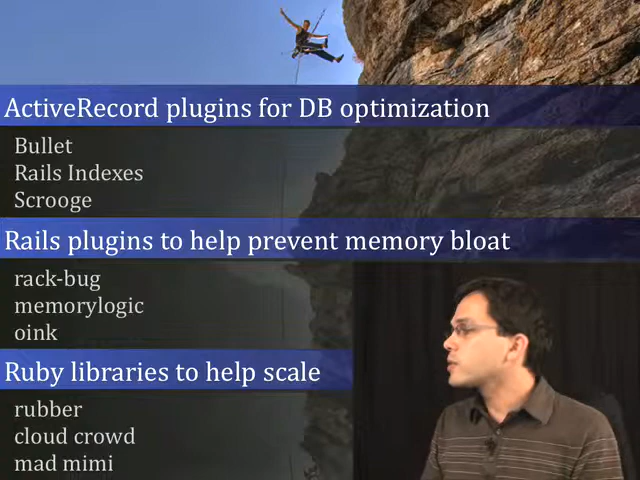 ActiveRecord plugins for DB optimization
Bullet
Rails Indexes
Scrooge
Rails plugins to help prevent memory bloat
rack-bug
memorylogic
oink
Ruby libraries to help scale
rubber
cloud crowd
mad mimi